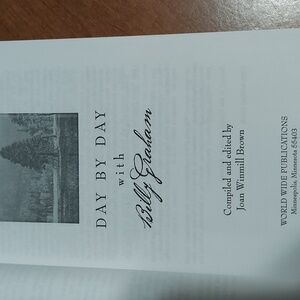 DAY BY DAY
with
Billy Graham
Compiled and edited by
Joan Winmill Brown
WORLD WIDE PUBLICATIONS
Minneapolis, Minnesota 55403